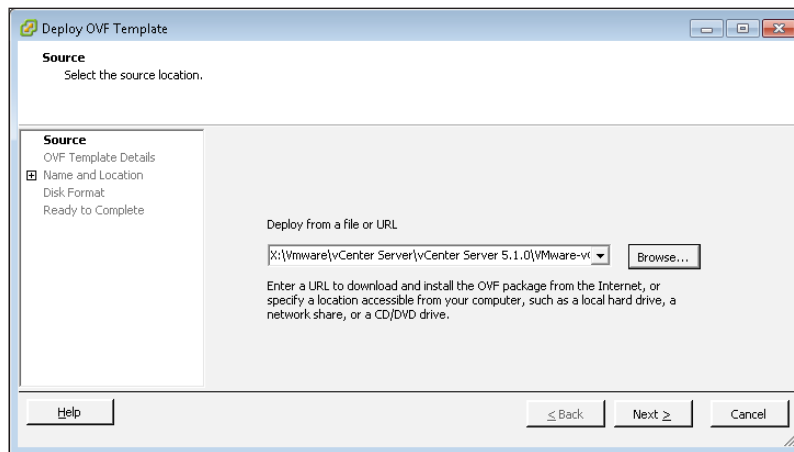 Deploy OVF Template
Source
Select the source location.
Source
OVF Template Details
Name and Location
Disk Format
Ready to Complete
Deploy from a file or URL
X:\Vmware\vCenter Server\vCenter Server 5.1.0\VMware-v
Browse...
Enter a URL to download and install the OVF package from the Internet, or
specify a location accessible from your computer, such as a local hard drive, a
network share, or a CD/DVD drive.
Help
< Back
Next >
Cancel